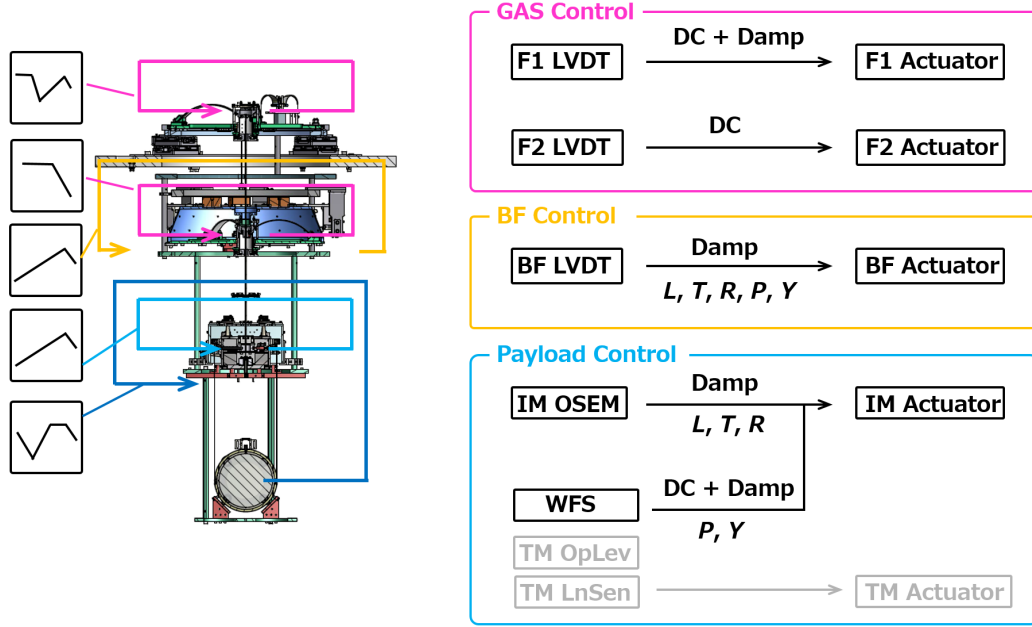 GAS Control
F1 LVDT
DC + Damp
F1 Actuator
F2 LVDT
DC
F2 Actuator
BF Control
BF LVDT
Damp
L, T, R, P, Y
BF Actuator
Payload Control
IM OSEM
Damp
L, T, R
IM Actuator
WFS
DC + Damp
P, Y
TM OpLev
TM LnSen
TM Actuator